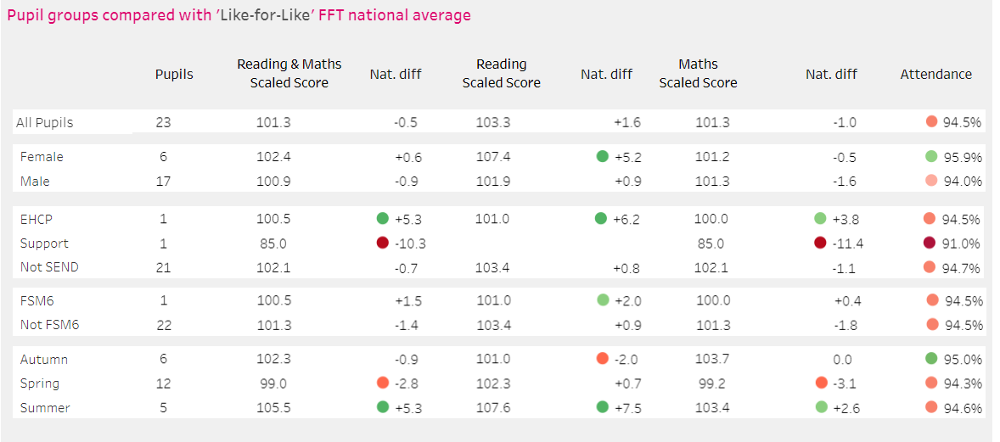 Pupil groups compared with 'Like-for-Like' FFT national average
Pupils Reading & Maths Scaled Score Nat. diff Reading Scaled Score Nat. diff Maths Scaled Score Nat. diff Attendance
All Pupils 23 101.3 -0.5 103.3 +1.6 101.3 -1.0 94.5%
Female 6 102.4 +0.6 107.4 +5.2 101.2 -0.5 95.9%
Male 17 100.9 -0.9 101.9 +0.9 101.3 -1.6 94.0%
EHCP 1 100.5 +5.3 101.0 +6.2 100.0 +3.8 94.5%
Support 1 85.0 -10.3 85.0 -11.4 91.0%
Not SEND 21 102.1 -0.7 103.4 +0.8 102.1 -1.1 94.7%
FSM6 1 100.5 +1.5 101.0 +2.0 100.0 +0.4 94.5%
Not FSM6 22 101.3 -1.4 103.4 +0.9 101.3 -1.8 94.5%
Autumn 6 102.3 -0.9 101.0 -2.0 103.7 0.0 95.0%
Spring 12 99.0 -2.8 102.3 +0.7 99.2 -3.1 94.3%
Summer 5 105.5 +5.3 107.6 +7.5 103.4 +2.6 94.6%